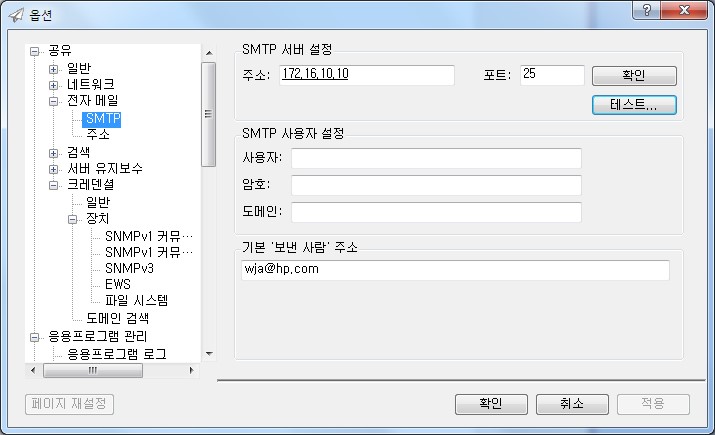 옵션
공유
일반
네트워크
전자 메일
SMTP
주소
검색
서버 유지보수
크레덴셜
일반
장치
SNMPv1 커뮤…
SNMPv1 커뮤…
SNMPv3
EWS
파일 시스템
도메인 검색
응용프로그램 관리
응용프로그램 로그
SMTP 서버 설정
주소: 172.16.10.10 포트: 25 확인
테스트...
SMTP 사용자 설정
사용자:
암호:
도메인:
기본 '보낸 사람' 주소
wja@hp.com
페이지 재설정 확인 취소 적용